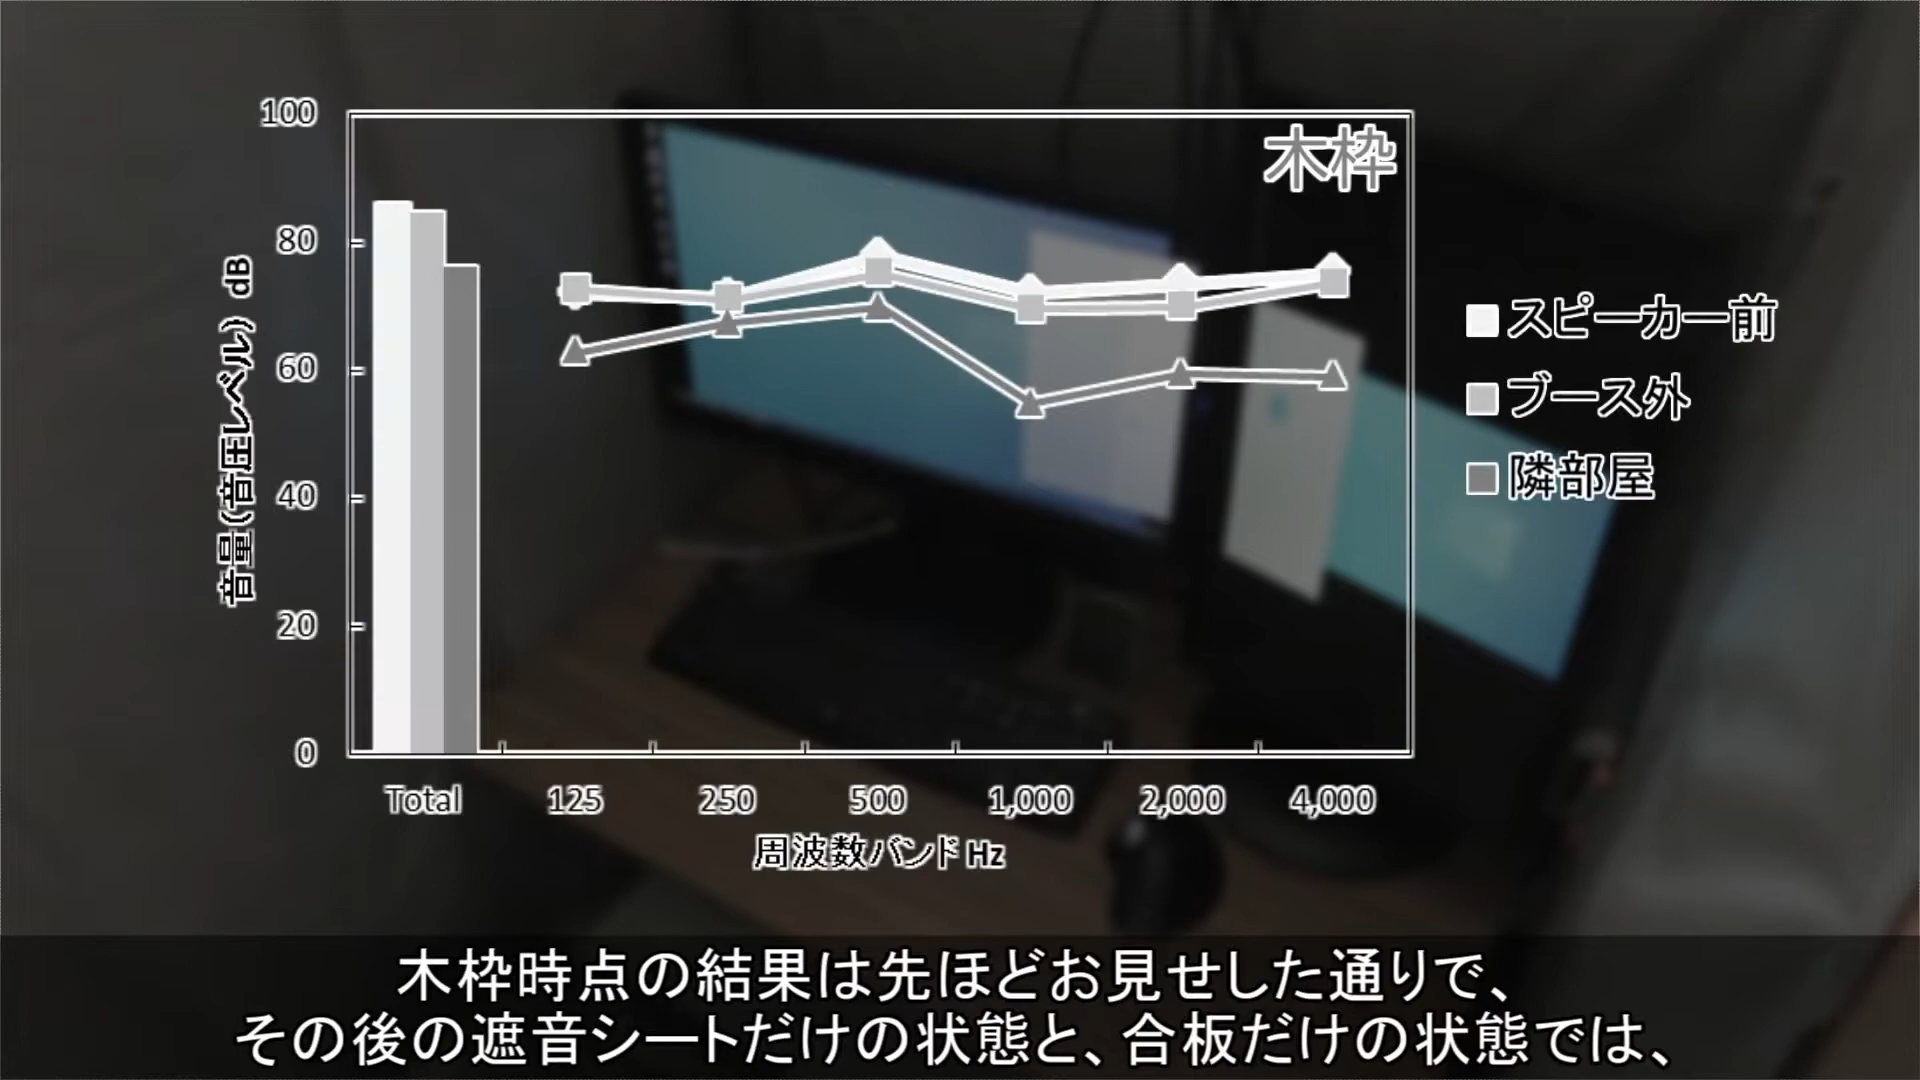 木枠
100
80
60
40
20
0
音量(音圧レベル) dB
Total 125 250 500 1,000 2,000 4,000
周波数バンド Hz
スピーカー前
ブース外
隣部屋
木枠時点の結果は先ほどお見せした通りで、
その後の遮音シートだけの状態と、合板だけの状態では、